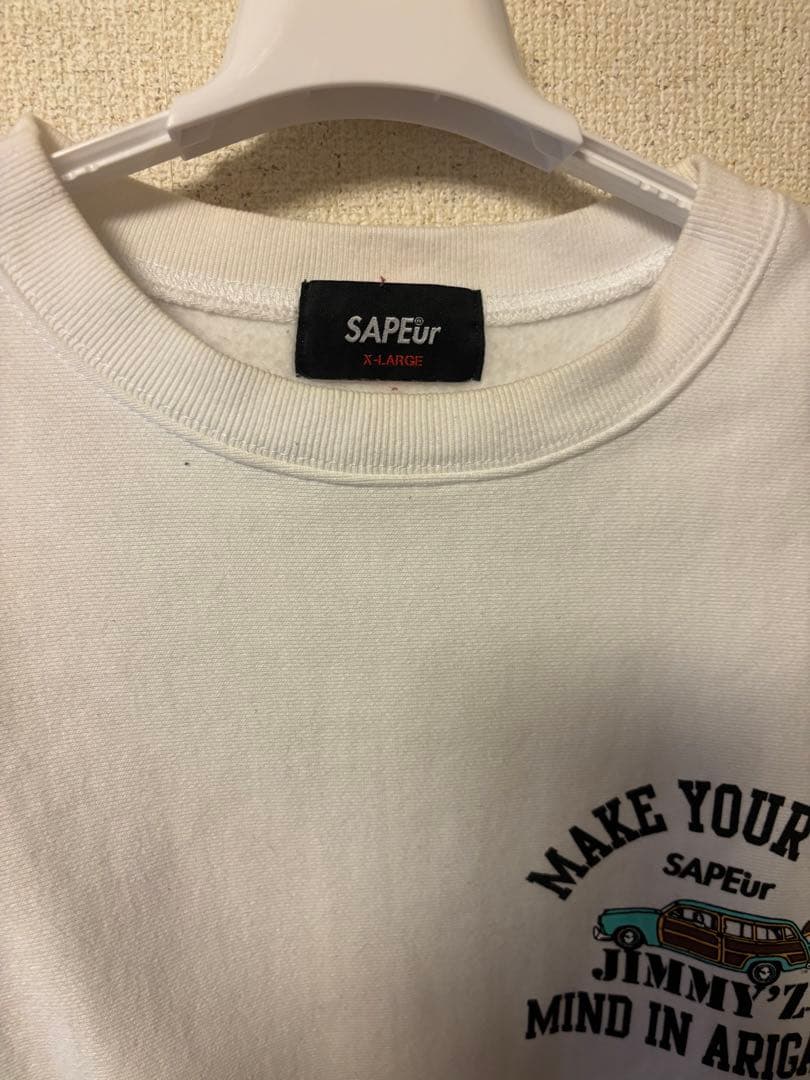 SAPEur
X-LARGE
MAKE YOUR
SAPEur
JIMMY'Z
MIND IN ARIGA